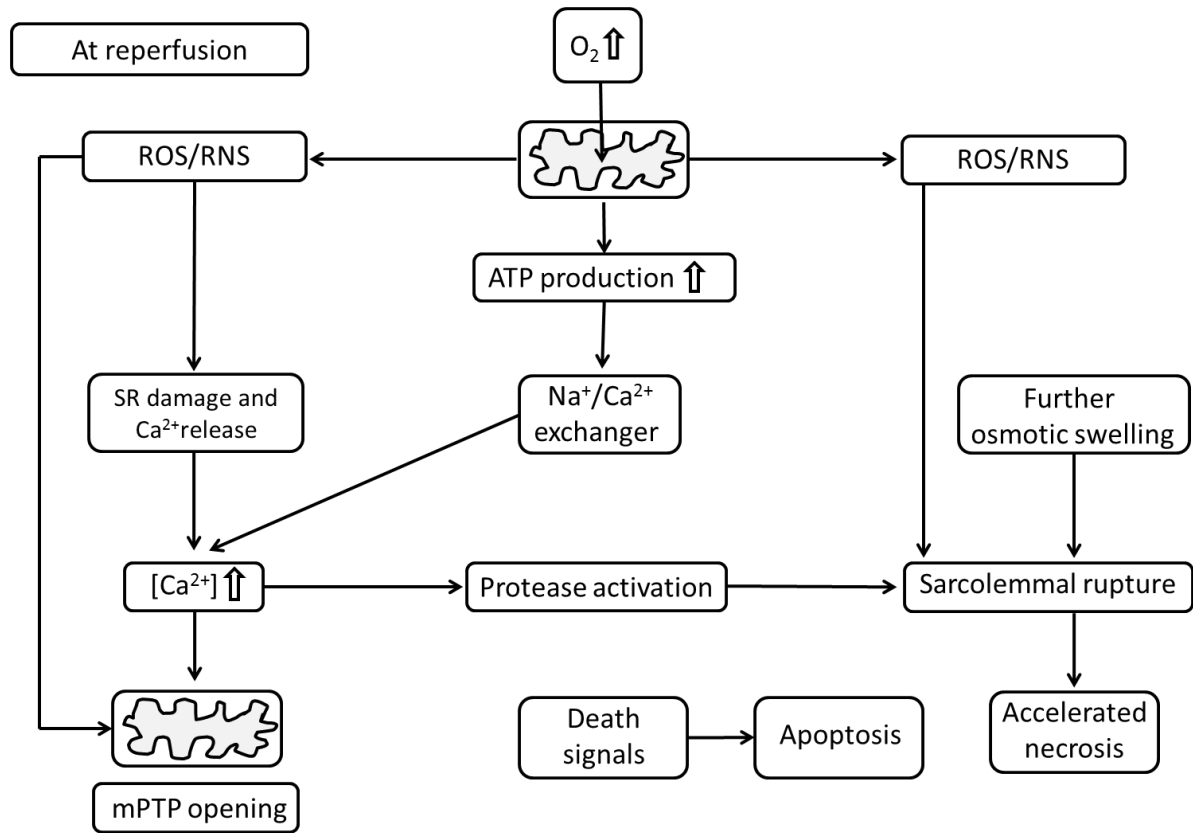 At reperfusion
O₂ ⇧
ROS/RNS
ROS/RNS
ATP production ⇧
SR damage and
Ca²⁺release
Na⁺/Ca²⁺
exchanger
Further
osmotic swelling
[Ca²⁺] ⇧
Protease activation
Sarcolemmal rupture
Death
signals
Apoptosis
Accelerated
necrosis
mPTP opening